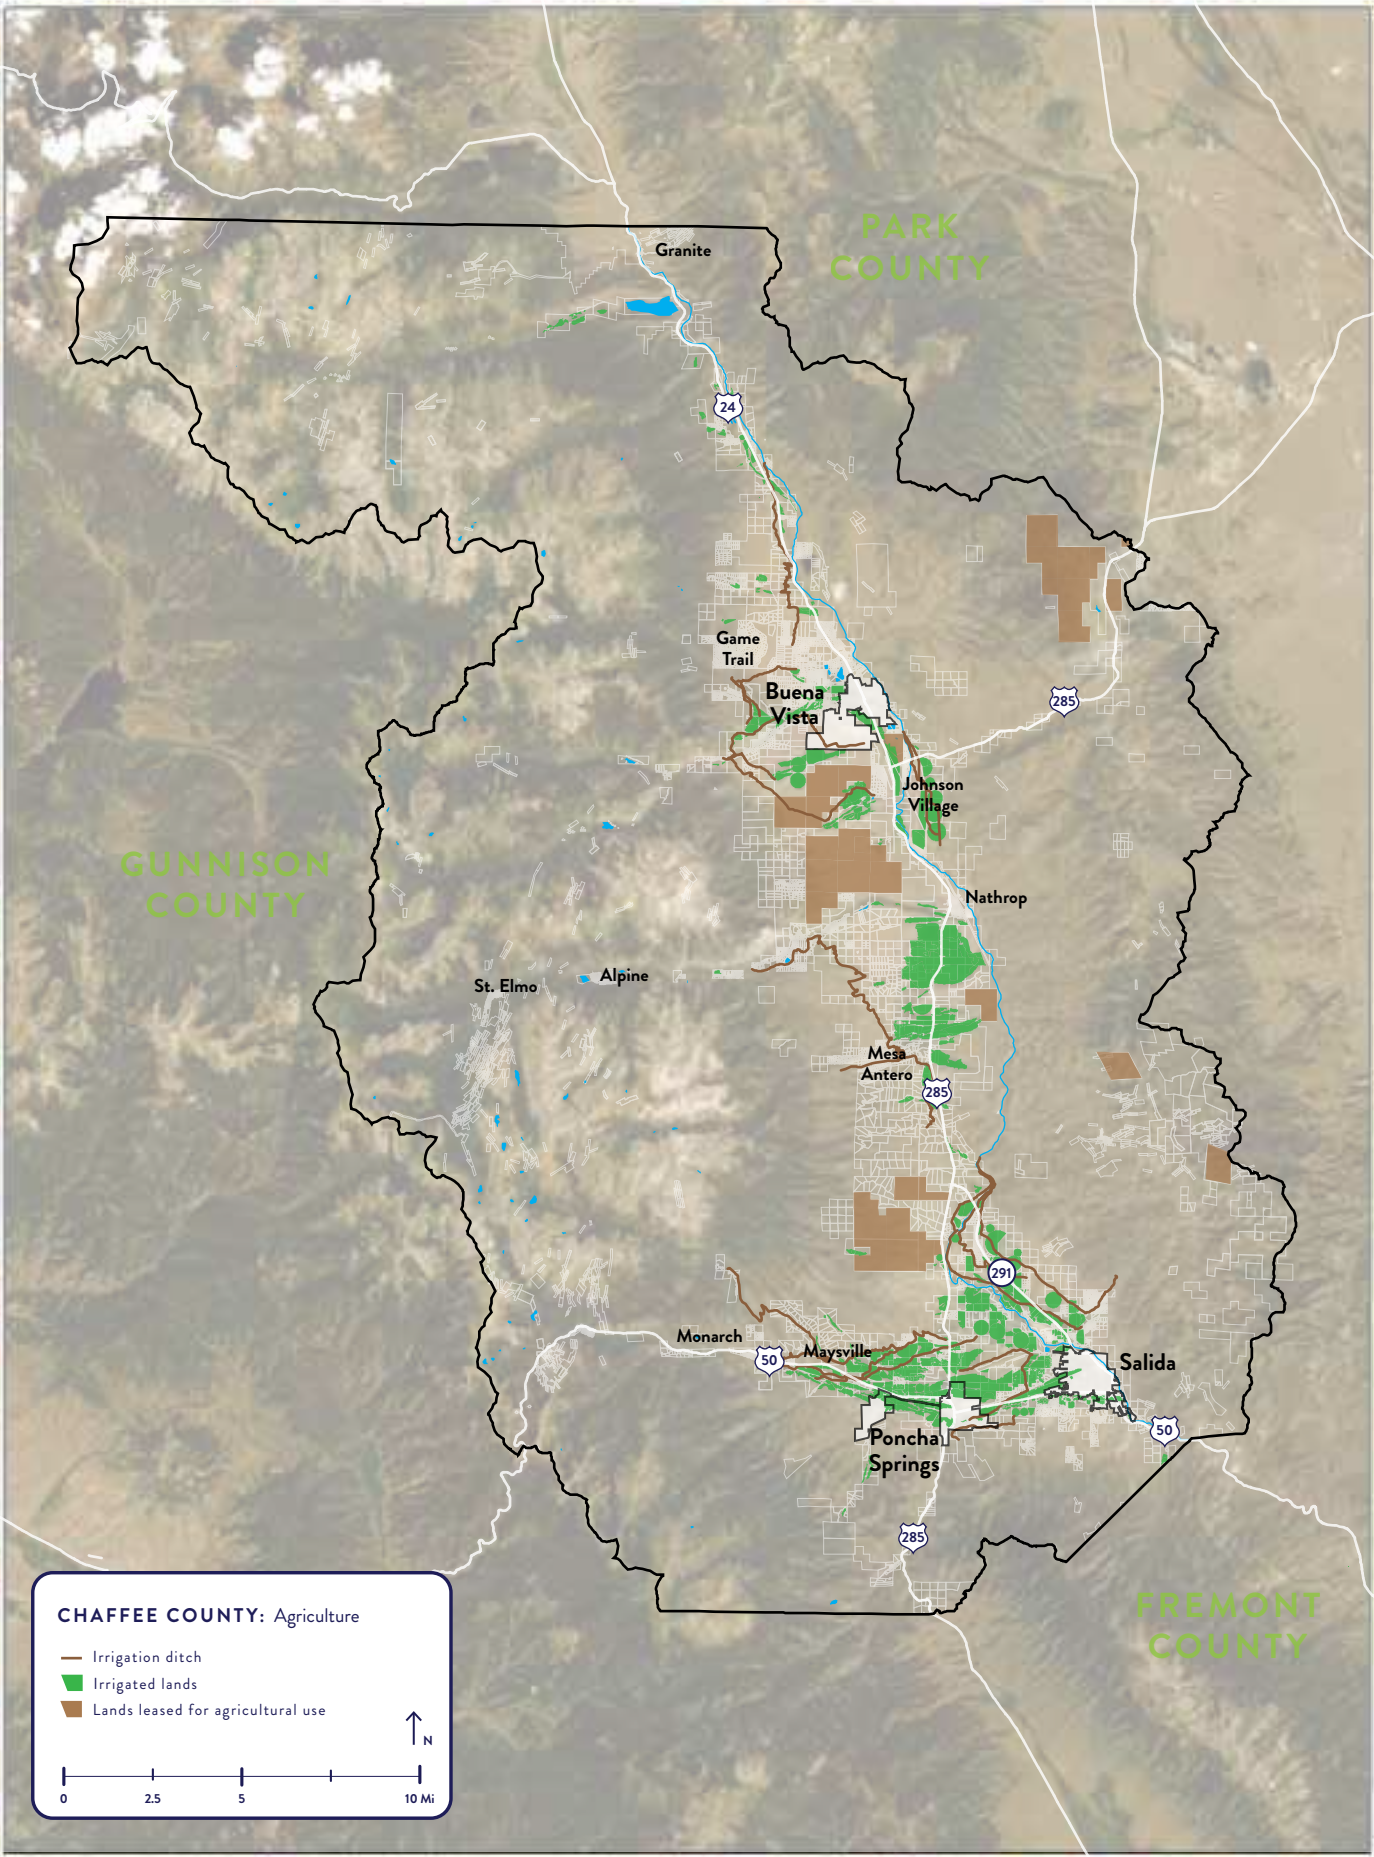 PARK
COUNTY
Granite
24
Game
Trail
Buena
Vista
285
Johnson
Village
GUNNISON
COUNTY
Nathrop
St. Elmo
Alpine
Mesa
Antero
285
291
Monarch
50
Maysville
Salida
50
Poncha
Springs
285
FREMONT
COUNTY
CHAFFEE COUNTY: Agriculture
Irrigation ditch
Irrigated lands
Lands leased for agricultural use
N
0 2.5 5 10 Mi